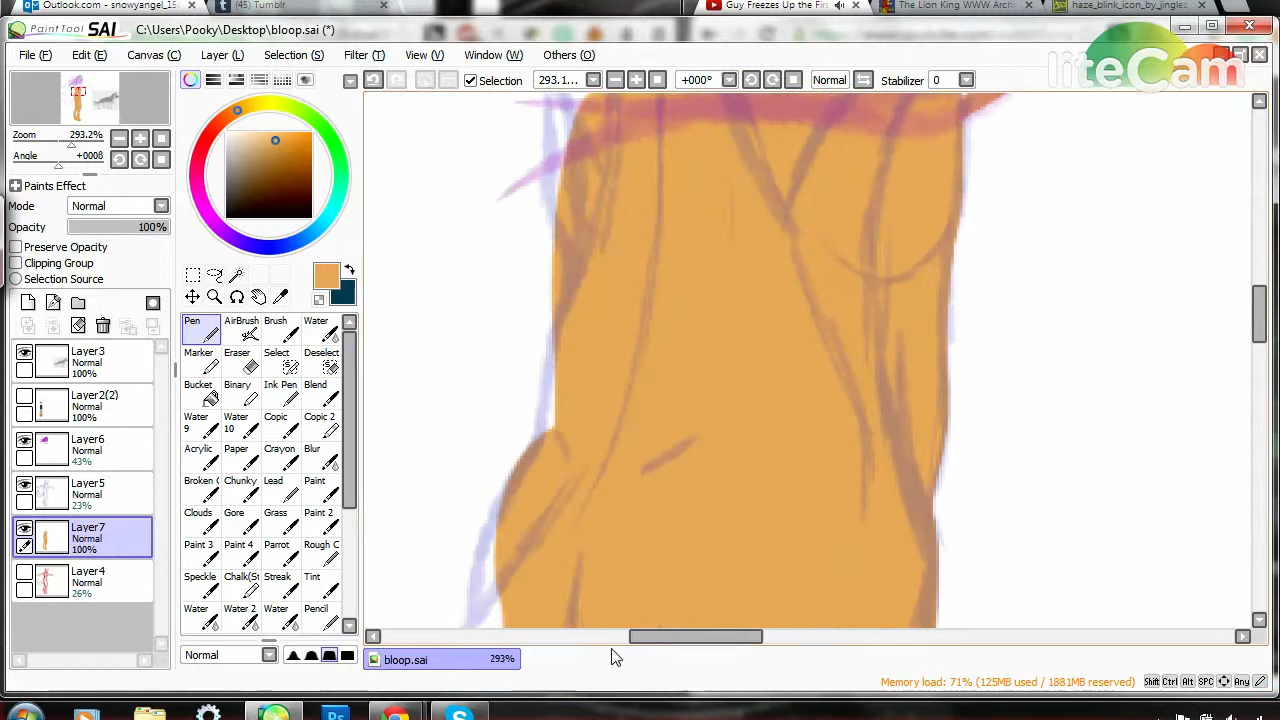 Outlook.com - snowyangel_15
(45) Tumblr
Guy Freezes Up the Firs
The Lion King WWW Archi
haze_blink_icon_by_jinglez
PaintTool SAI C:\Users\Pooky\Desktop\bloop.sai (*)
File (F) Edit (E) Canvas (C) Layer (L) Selection (S) Filter (T) View (V) Window (W) Others (O)
liteCam
Selection 293.1... +000° Normal Stabilizer 0
Zoom 293.2%
Angle +0008
Paints Effect
Mode Normal
Opacity 100%
Preserve Opacity
Clipping Group
Selection Source
Layer3
Normal
100%
Layer2(2)
Normal
100%
Layer6
Normal
43%
Layer5
Normal
23%
Layer7
Normal
100%
Layer4
Normal
26%
Pen AirBrush Brush Water
Marker Eraser Select Deselect
Bucket Binary Ink Pen Blend
Water 9 Water 10 Copic Copic 2
Acrylic Paper Crayon Blur
Broken C Chunky Lead Paint
Clouds Gore Grass Paint 2
Paint 3 Paint 4 Parrot Rough C
Speckle Chalk(St Streak Tint
Water Water 2 Water Pencil
Normal
bloop.sai 293%
Memory load: 71% (125MB used / 1881MB reserved)
Shift Ctrl Alt SPC Any
Ps